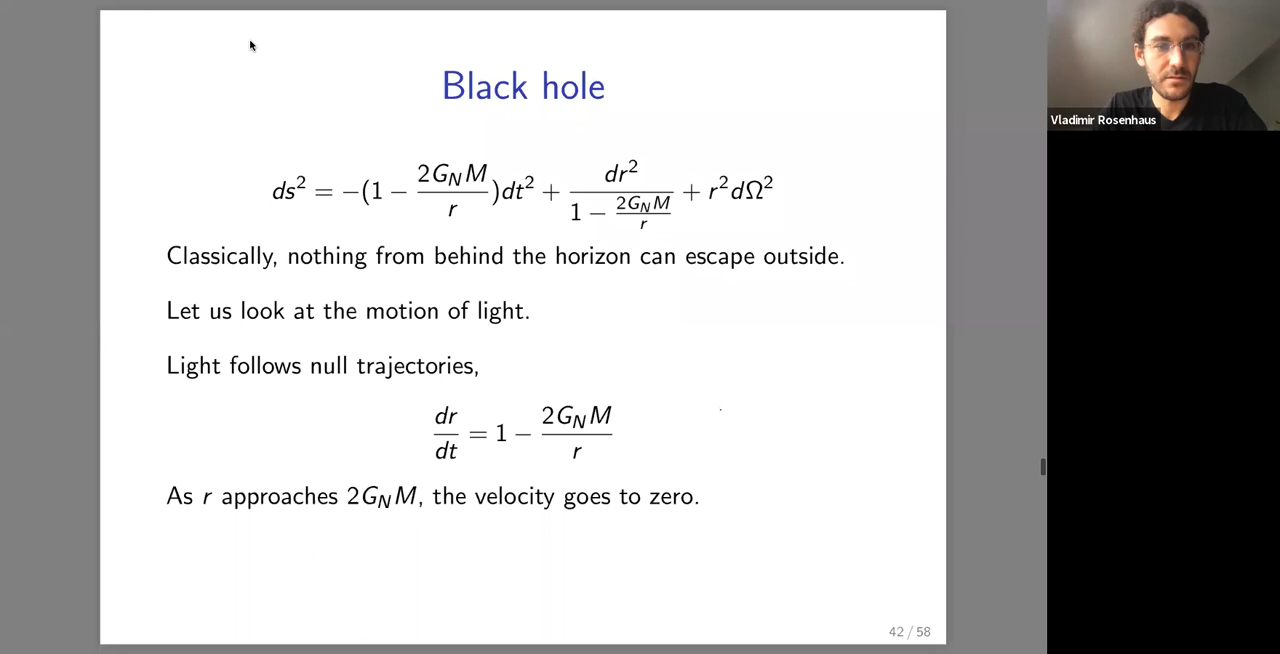 Black hole
ds² = −(1 − 2G_N M / r)dt² + dr² / (1 − 2G_N M / r) + r²dΩ²
Classically, nothing from behind the horizon can escape outside.
Let us look at the motion of light.
Light follows null trajectories,
dr/dt = 1 − 2G_N M / r
As r approaches 2G_N M, the velocity goes to zero.
42 / 58
Vladimir Rosenhaus